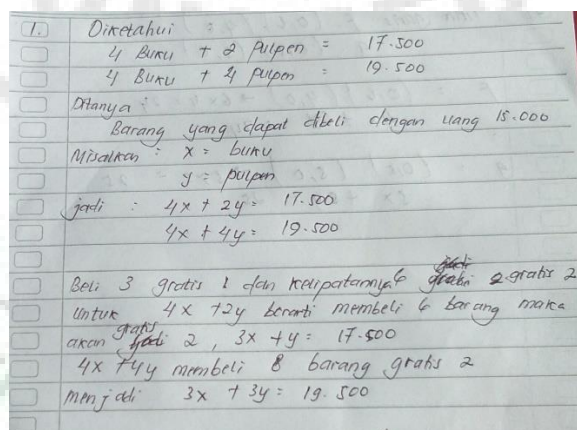 1. Diketahui
4 Buku + 2 Pulpen = 17.500
4 Buku + 4 pulpen = 19.500
Ditanya :
Barang yang dapat dibeli dengan uang 15.000
Misalkan : x = buku
y = pulpen
jadi : 4x + 2y = 17.500
4x + 4y = 19.500
Beli 3 gratis 1 dan kelipatannya 6 gratis 2
untuk 4x + 2y berarti membeli 6 barang maka
akan gratis 2, 3x + y = 17.500
4x + 4y membeli 8 barang gratis 2
menjadi 3x + 3y = 19.500